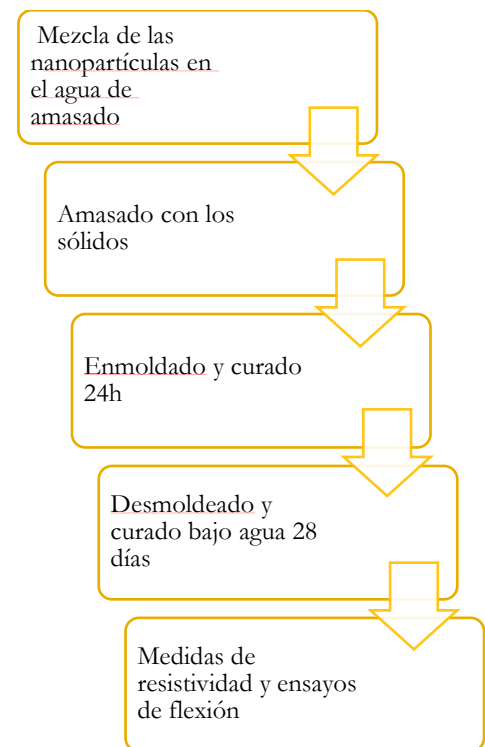 Mezcla de las
nanopartículas en
el agua de
amasado
Amasado con los
sólidos
Enmoldado y curado
24h
Desmoldeado y
curado bajo agua 28
días
Medidas de
resistividad y ensayos
de flexión